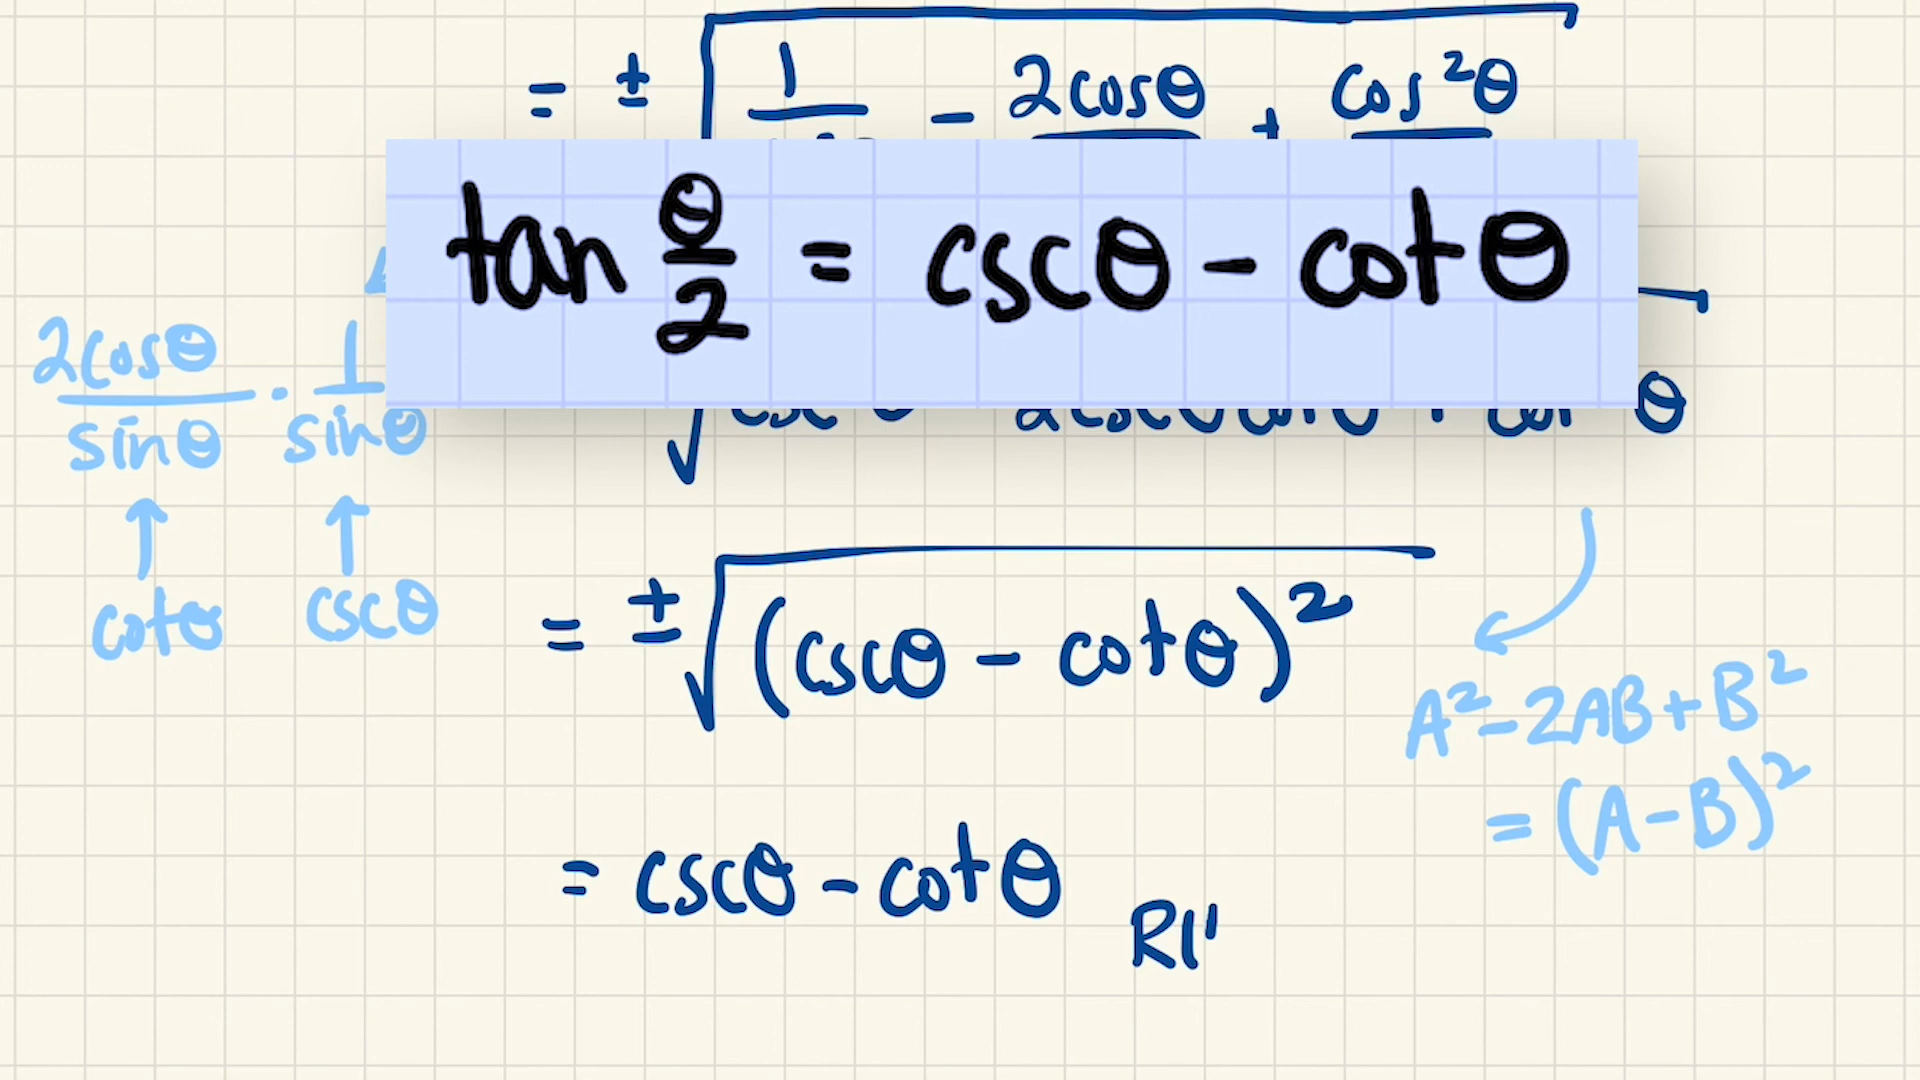 = ± √ 1 - 2cosθ + cos²θ
tan θ/2 = cscθ - cotθ
2cosθ/sinθ · 1/sinθ
↑ ↑
cotθ cscθ
θ
= ± √(cscθ - cotθ)²
A² - 2AB + B²
= (A - B)²
= cscθ - cotθ